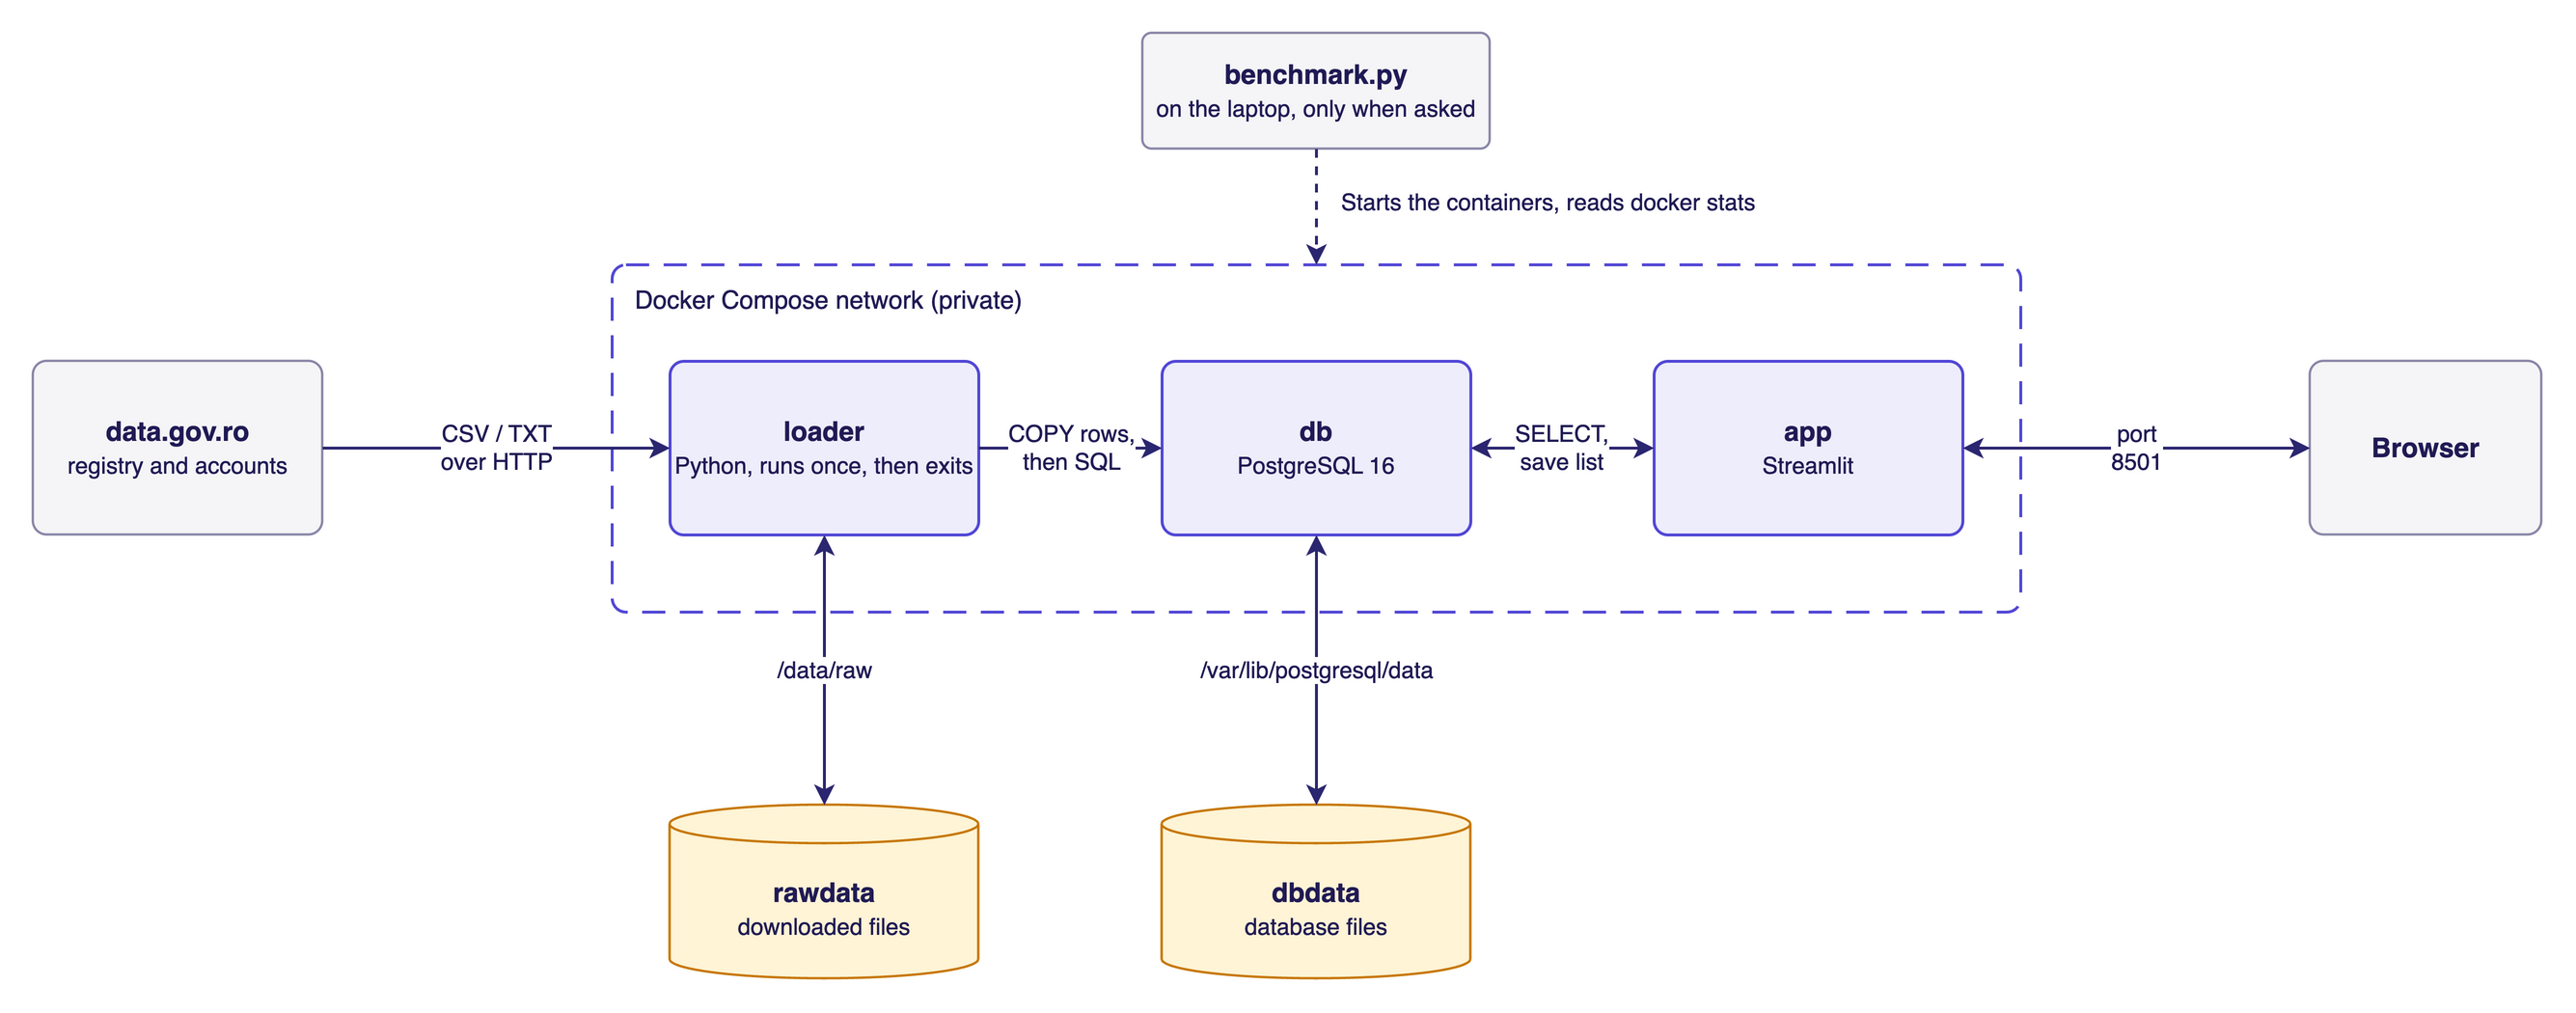 benchmark.py
on the laptop, only when asked
Starts the containers, reads docker stats
Docker Compose network (private)
data.gov.ro
registry and accounts
CSV / TXT
over HTTP
loader
Python, runs once, then exits
COPY rows,
then SQL
db
PostgreSQL 16
SELECT,
save list
app
Streamlit
port
8501
Browser
/data/raw
/var/lib/postgresql/data
rawdata
downloaded files
dbdata
database files